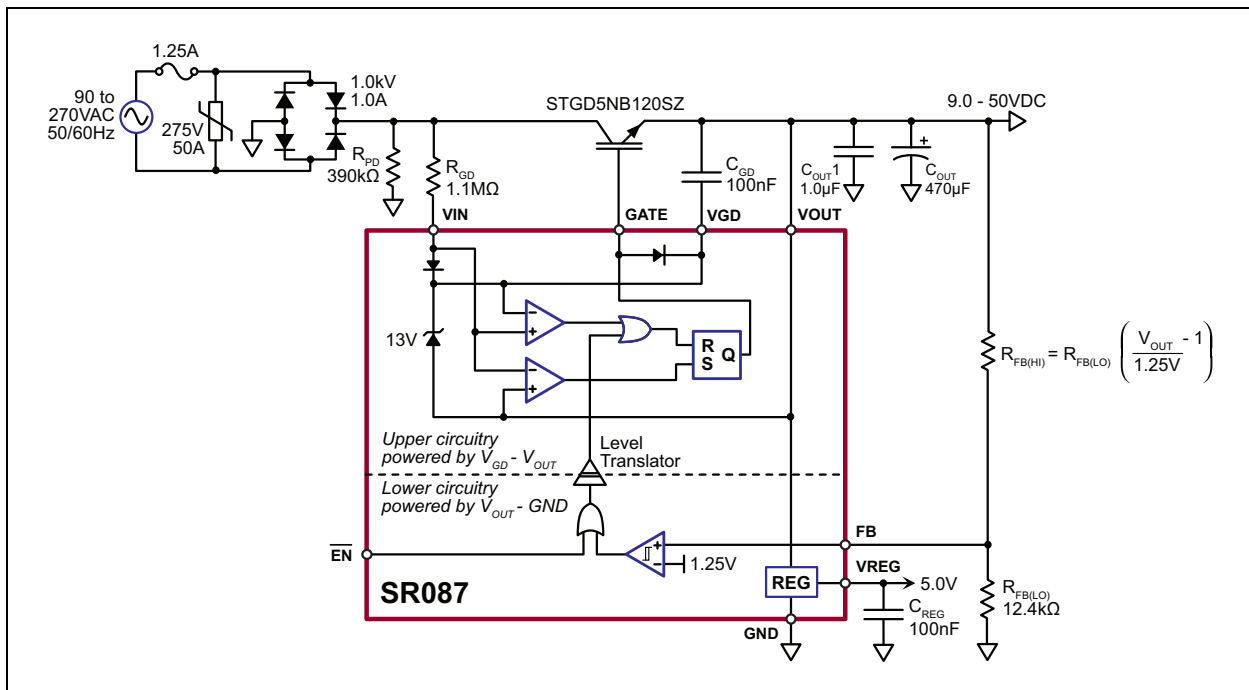 1.25A
90 to
270VAC
50/60Hz
275V
50A
1.0kV
1.0A
STGD5NB120SZ
9.0 - 50VDC
R_PD
390kΩ
R_GD
1.1MΩ
C_GD
100nF
C_OUT1
1.0µF
+
C_OUT
470µF
VIN
GATE
VGD
VOUT
13V
-
+
-
+
R
S
Q
R_FB(HI) = R_FB(LO) ( V_OUT - 1 / 1.25V )
Upper circuitry
powered by V_GD - V_OUT
Level
Translator
Lower circuitry
powered by V_OUT - GND
EN
FB
+
-
1.25V
VREG
REG
5.0V
SR087
C_REG
100nF
R_FB(LO)
12.4kΩ
GND